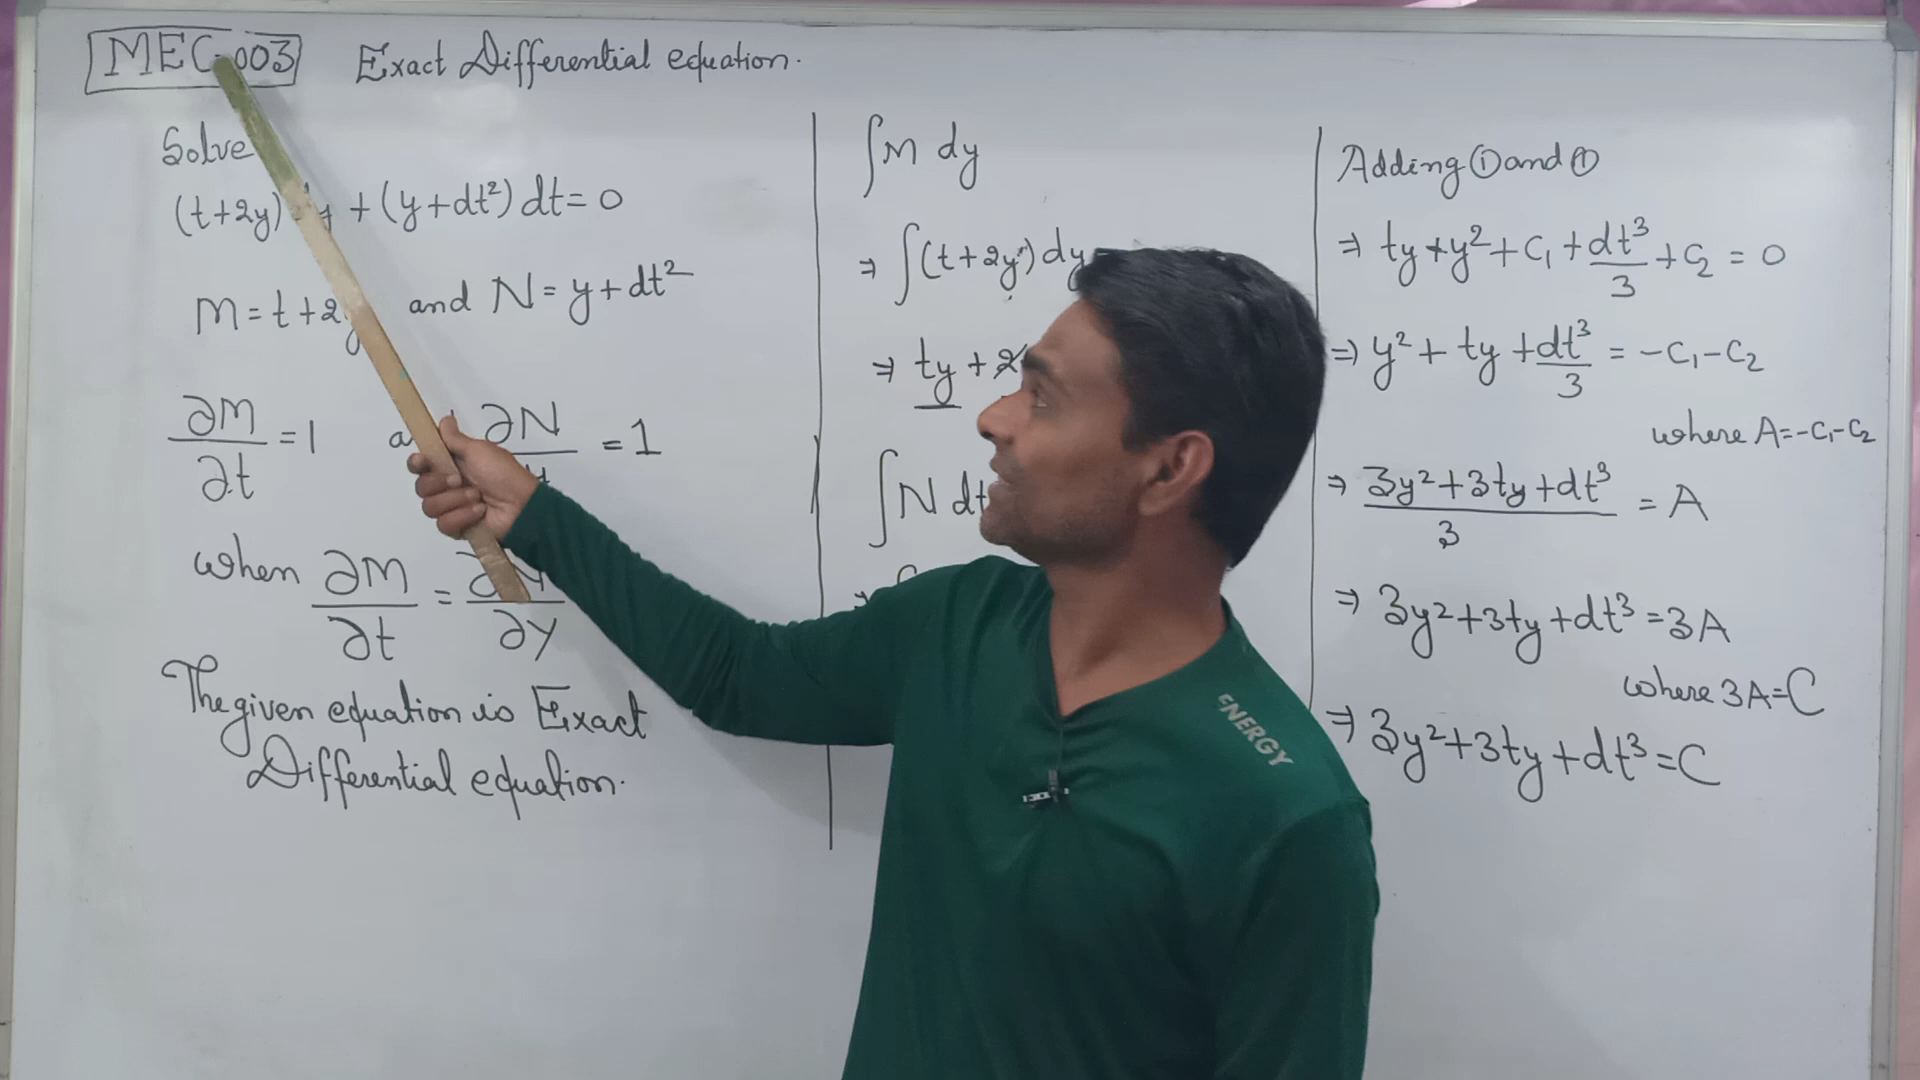 MEC-003 Exact Differential equation.
Solve
(t+2y) + (y+dt²) dt = 0
M = t+2 and N = y+dt²
∂M/∂t = 1 ∂N = 1
when ∂M/∂t = ∂N/∂y
The given equation is Exact
Differential equation.
∫M dy
⇒ ∫(t+2y) dy
⇒ ty +
∫N dt
⇒
Adding ① and ①
⇒ ty + y² + C₁ + dt³/3 + C₂ = 0
⇒ y² + ty + dt³/3 = -C₁-C₂
where A=-C₁-C₂
⇒ 3y²+3ty+dt³/3 = A
⇒ 3y²+3ty+dt³ = 3A
where 3A=C
⇒ 3y²+3ty+dt³ = C
ENERGY